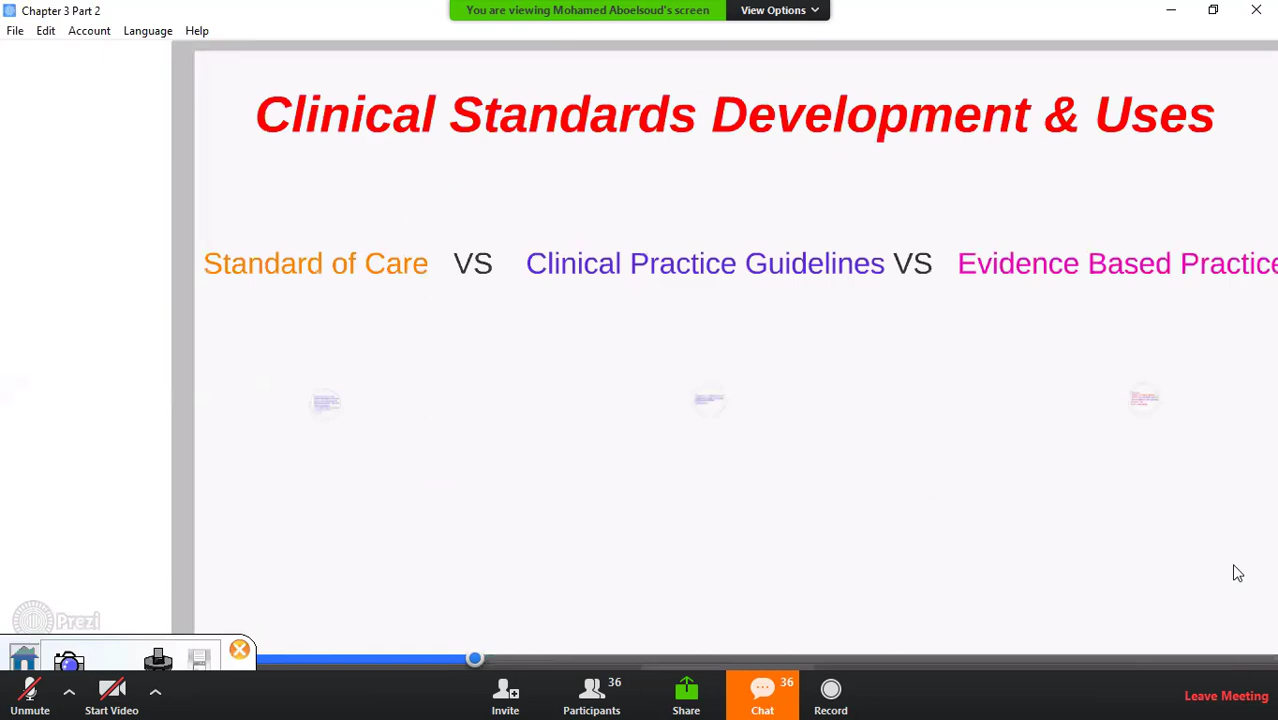 Chapter 3 Part 2
You are viewing Mohamed Aboelsoud's screen
View Options
File Edit Account Language Help
Clinical Standards Development & Uses
Standard of Care VS Clinical Practice Guidelines VS Evidence Based Practice
Prezi
Unmute
Start Video
Invite
36
Participants
Share
36
Chat
Record
Leave Meeting